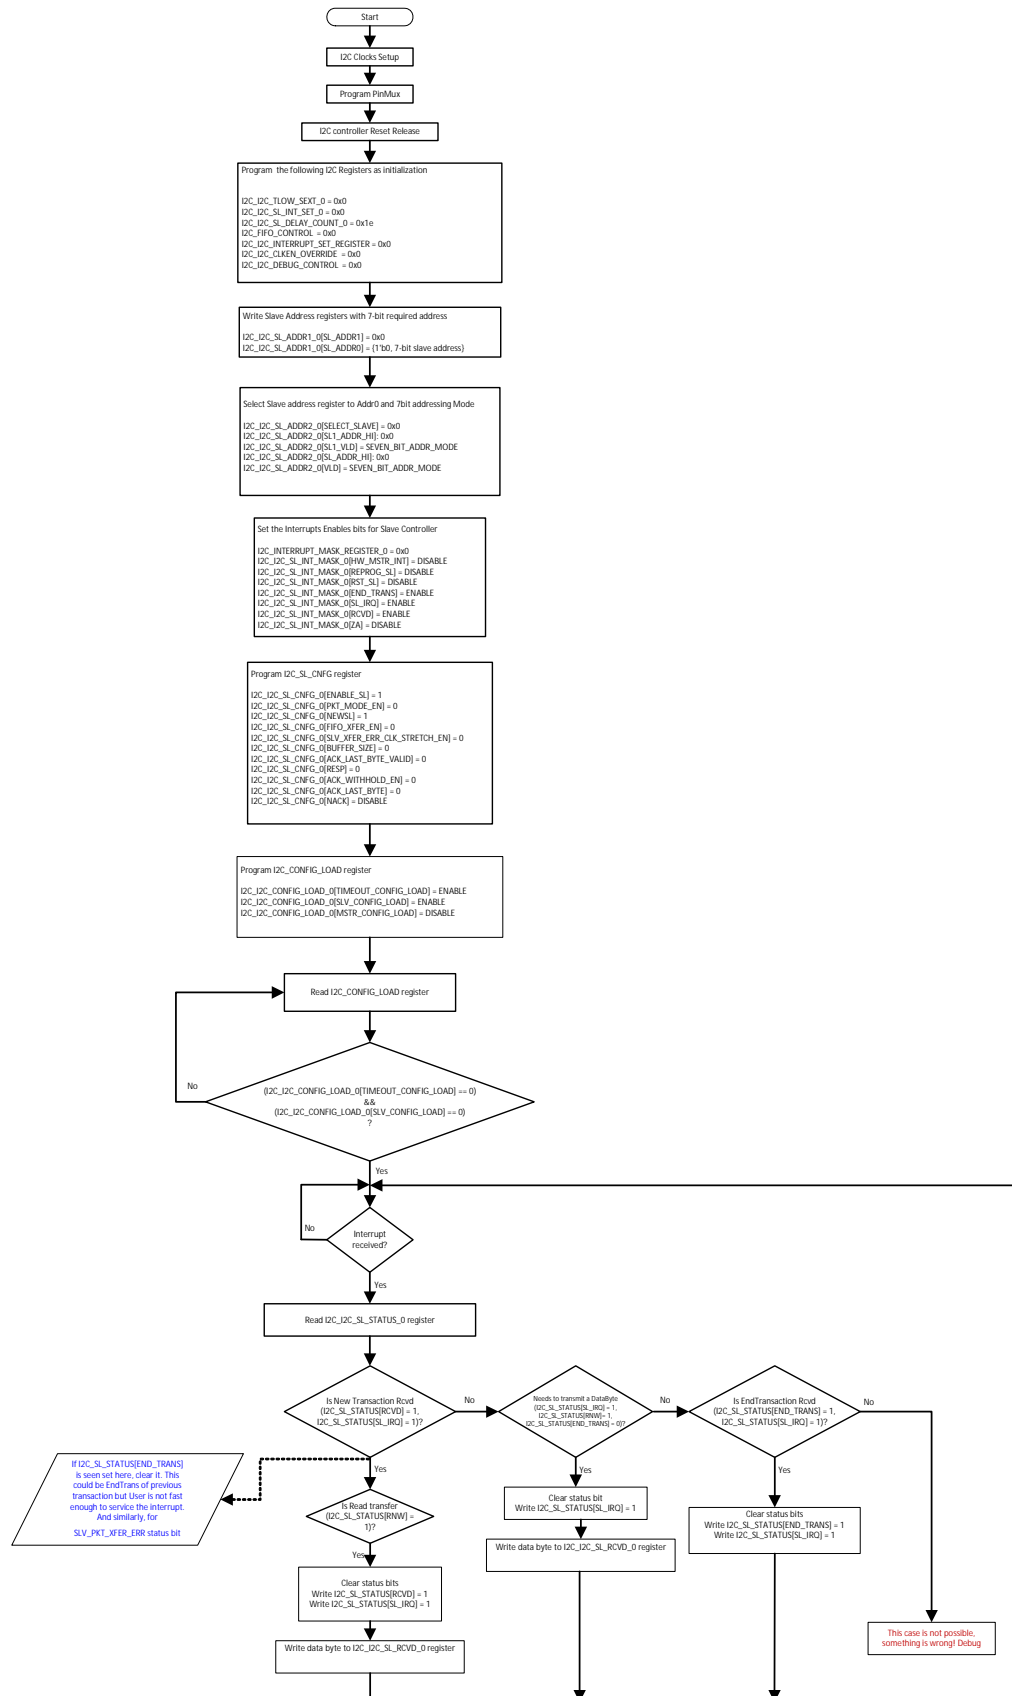 Start
I2C Clocks Setup
Program PinMux
I2C controller Reset Release
Program the following I2C Registers as initialization
I2C_I2C_TLOW_SEXT_0 = 0x0
I2C_I2C_SL_INT_SET_0 = 0x0
I2C_I2C_SL_DELAY_COUNT_0 = 0x1e
I2C_FIFO_CONTROL = 0x0
I2C_I2C_INTERRUPT_SET_REGISTER = 0x0
I2C_I2C_CLKEN_OVERRIDE = 0x0
I2C_I2C_DEBUG_CONTROL = 0x0
Write Slave Address registers with 7-bit required address
I2C_I2C_SL_ADDR1_0[SL_ADDR1] = 0x0
I2C_I2C_SL_ADDR1_0[SL_ADDR0] = {1'b0, 7-bit slave address}
Select Slave address register to Addr0 and 7bit addressing Mode
I2C_I2C_SL_ADDR2_0[SELECT_SLAVE] = 0x0
I2C_I2C_SL_ADDR2_0[SL1_ADDR_HI]: 0x0
I2C_I2C_SL_ADDR2_0[SL1_VLD] = SEVEN_BIT_ADDR_MODE
I2C_I2C_SL_ADDR2_0[SL_ADDR_HI]: 0x0
I2C_I2C_SL_ADDR2_0[VLD] = SEVEN_BIT_ADDR_MODE
Set the Interrupts Enables bits for Slave Controller
I2C_INTERRUPT_MASK_REGISTER_0 = 0x0
I2C_I2C_SL_INT_MASK_0[HW_MSTR_INT] = DISABLE
I2C_I2C_SL_INT_MASK_0[REPROG_SL] = DISABLE
I2C_I2C_SL_INT_MASK_0[RST_SL] = DISABLE
I2C_I2C_SL_INT_MASK_0[END_TRANS] = ENABLE
I2C_I2C_SL_INT_MASK_0[SL_IRQ] = ENABLE
I2C_I2C_SL_INT_MASK_0[RCVD] = ENABLE
I2C_I2C_SL_INT_MASK_0[ZA] = DISABLE
Program I2C_SL_CNFG register
I2C_I2C_SL_CNFG_0[ENABLE_SL] = 1
I2C_I2C_SL_CNFG_0[PKT_MODE_EN] = 0
I2C_I2C_SL_CNFG_0[NEWSL] = 1
I2C_I2C_SL_CNFG_0[FIFO_XFER_EN] = 0
I2C_I2C_SL_CNFG_0[SLV_XFER_ERR_CLK_STRETCH_EN] = 0
I2C_I2C_SL_CNFG_0[BUFFER_SIZE] = 0
I2C_I2C_SL_CNFG_0[ACK_LAST_BYTE_VALID] = 0
I2C_I2C_SL_CNFG_0[RESP] = 0
I2C_I2C_SL_CNFG_0[ACK_WITHHOLD_EN] = 0
I2C_I2C_SL_CNFG_0[ACK_LAST_BYTE] = 0
I2C_I2C_SL_CNFG_0[NACK] = DISABLE
Program I2C_CONFIG_LOAD register
I2C_I2C_CONFIG_LOAD_0[TIMEOUT_CONFIG_LOAD] = ENABLE
I2C_I2C_CONFIG_LOAD_0[SLV_CONFIG_LOAD] = ENABLE
I2C_I2C_CONFIG_LOAD_0[MSTR_CONFIG_LOAD] = DISABLE
Read I2C_CONFIG_LOAD register
No
(I2C_I2C_CONFIG_LOAD_0[TIMEOUT_CONFIG_LOAD] == 0)
&&
(I2C_I2C_CONFIG_LOAD_0[SLV_CONFIG_LOAD] == 0)
?
Yes
No
Interrupt
received?
Yes
Read I2C_I2C_SL_STATUS_0 register
Is New Transaction Rcvd
(I2C_SL_STATUS[RCVD] = 1,
I2C_SL_STATUS[SL_IRQ] = 1)?
No
Needs to transmit a DataByte
(I2C_SL_STATUS[SL_IRQ] = 1,
I2C_SL_STATUS[RNW]= 1,
I2C_SL_STATUS[END_TRANS] = 0)?
No
Is EndTransaction Rcvd
(I2C_SL_STATUS[END_TRANS] = 1,
I2C_SL_STATUS[SL_IRQ] = 1)?
No
If I2C_SL_STATUS[END_TRANS]
is seen set here, clear it. This
could be EndTrans of previous
transaction but User is not fast
enough to service the interrupt.
And similarly, for
SLV_PKT_XFER_ERR status bit
Yes
Is Read transfer
(I2C_SL_STATUS[RNW] =
1)?
Yes
Clear status bits
Write I2C_SL_STATUS[RCVD] = 1
Write I2C_SL_STATUS[SL_IRQ] = 1
Write data byte to I2C_I2C_SL_RCVD_0 register
Yes
Clear status bit
Write I2C_SL_STATUS[SL_IRQ] = 1
Write data byte to I2C_I2C_SL_RCVD_0 register
Yes
Clear status bits
Write I2C_SL_STATUS[END_TRANS] = 1
Write I2C_SL_STATUS[SL_IRQ] = 1
This case is not possible,
something is wrong! Debug